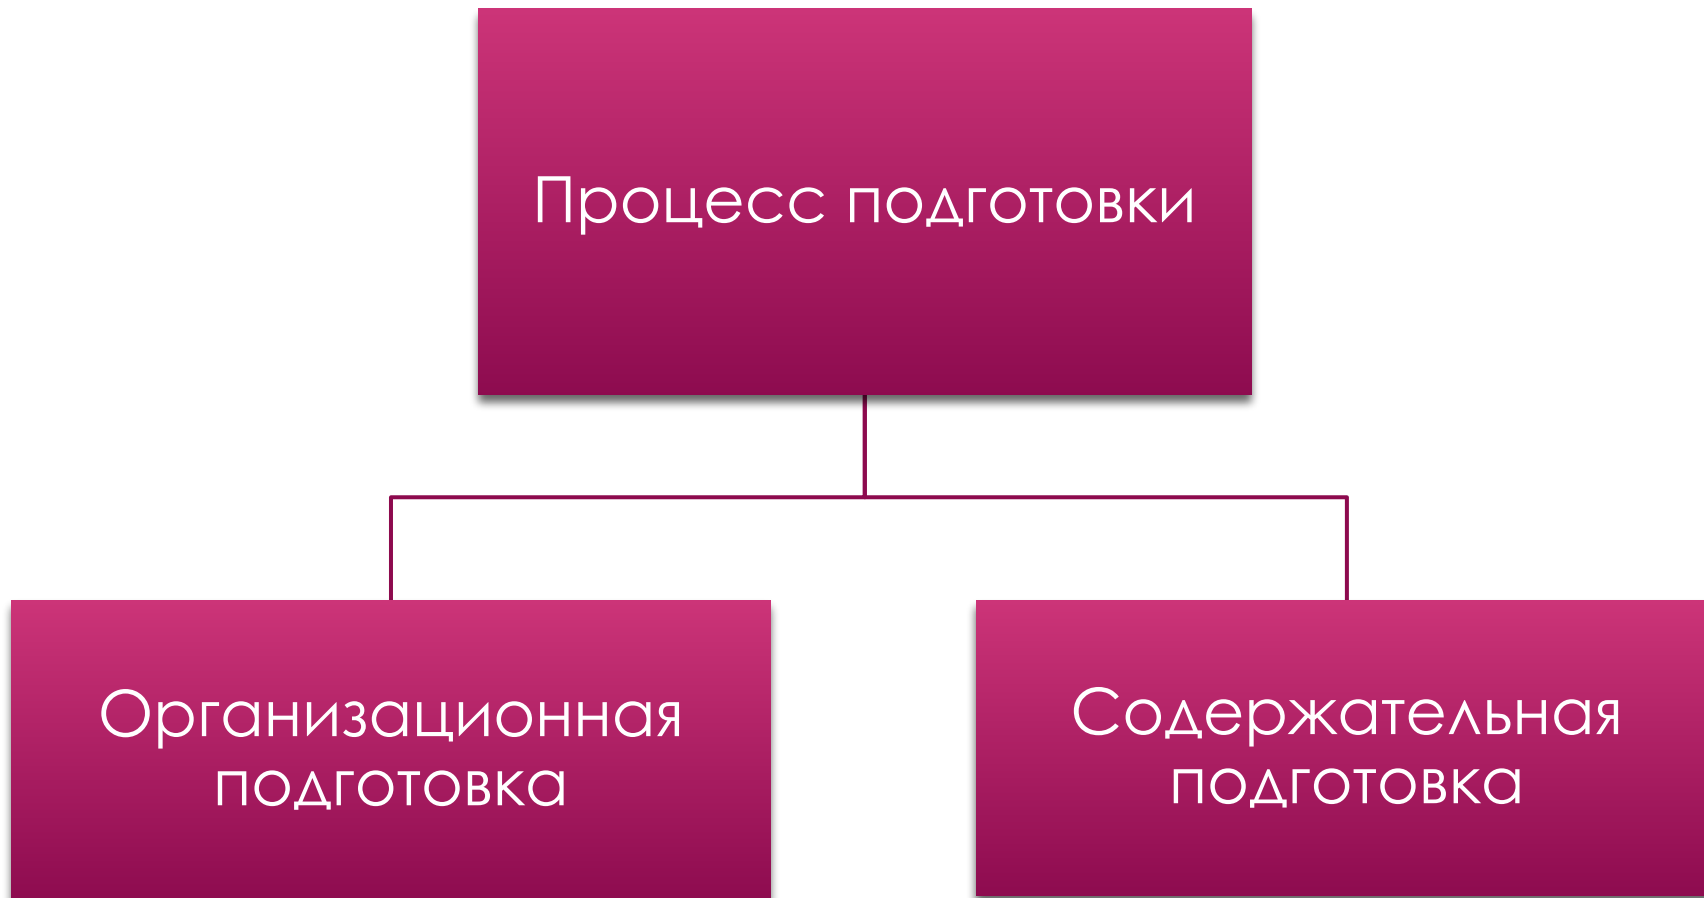 Процесс подготовки
Организационная
подготовка
Содержательная
подготовка